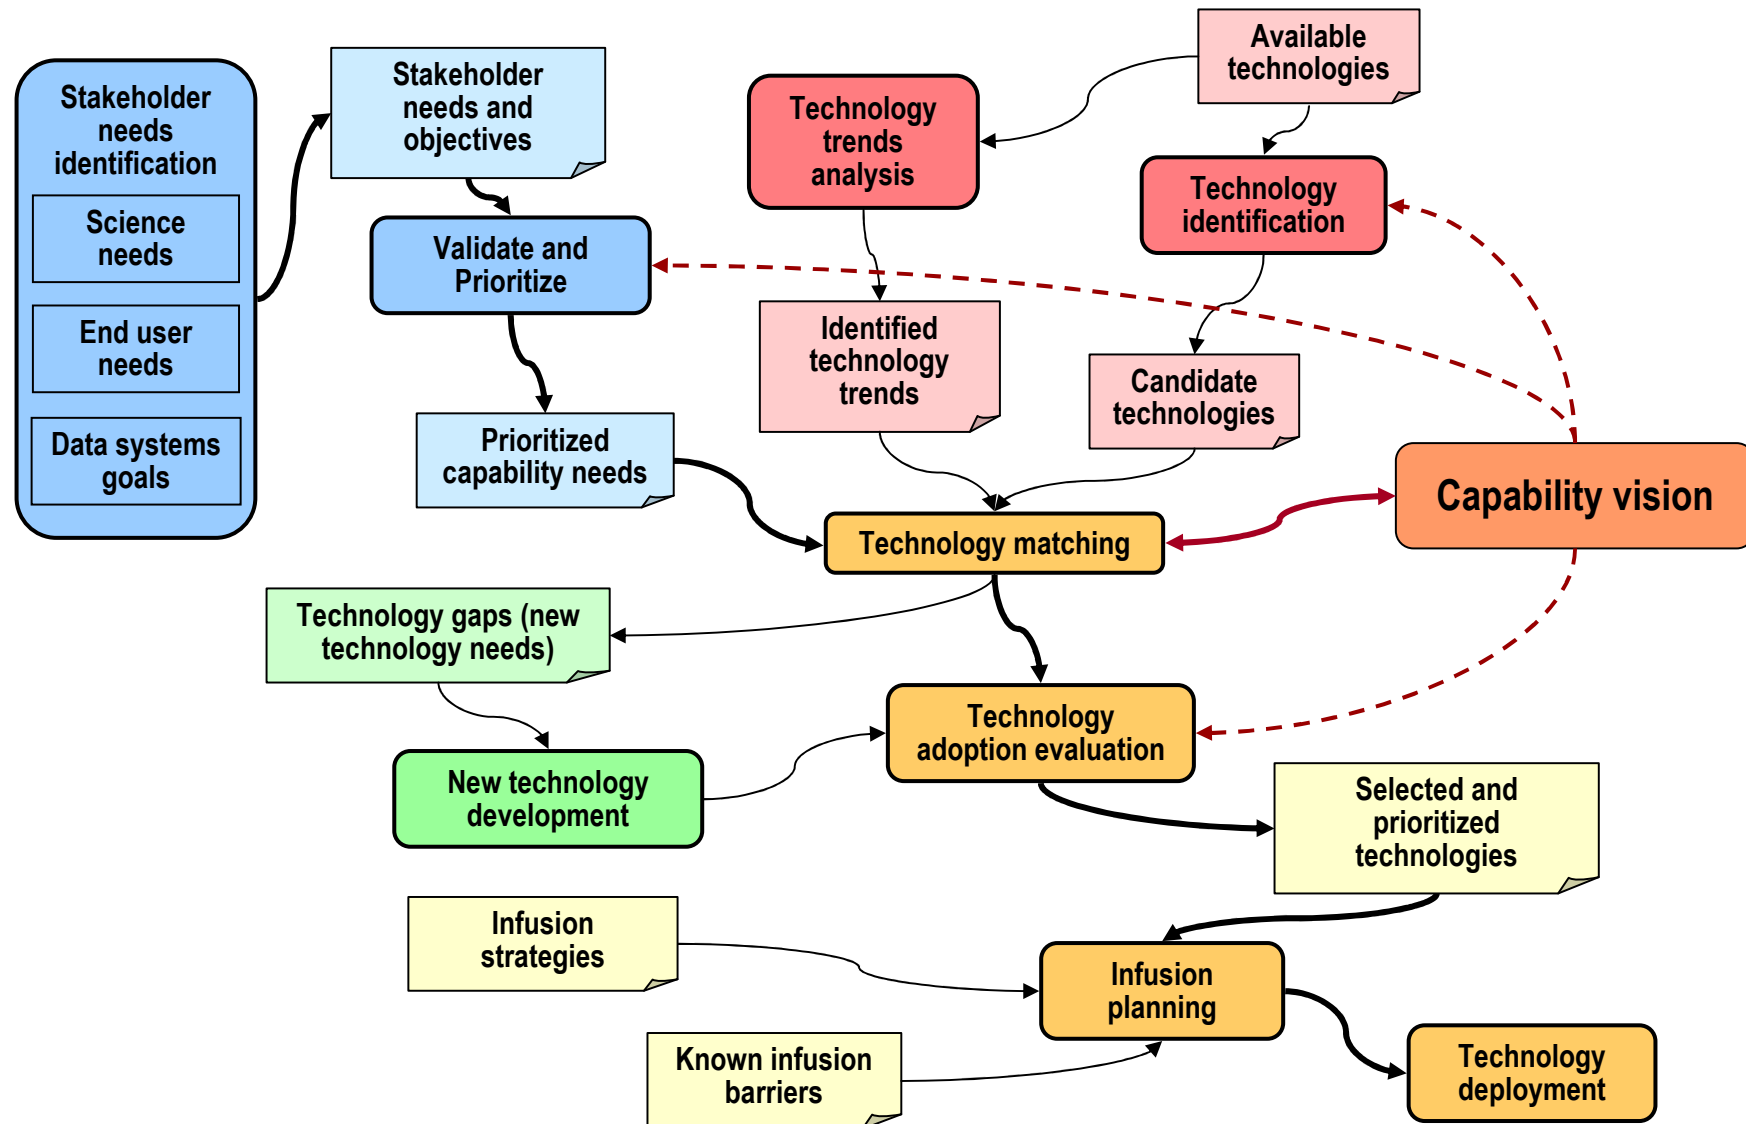 Stakeholder
needs
identification
Science
needs
End user
needs
Data systems
goals
Stakeholder
needs and
objectives
Validate and
Prioritize
Prioritized
capability needs
Technology
trends
analysis
Available
technologies
Technology
identification
Identified
technology
trends
Candidate
technologies
Capability vision
Technology matching
Technology gaps (new
technology needs)
New technology
development
Technology
adoption evaluation
Selected and
prioritized
technologies
Infusion
strategies
Infusion
planning
Known infusion
barriers
Technology
deployment